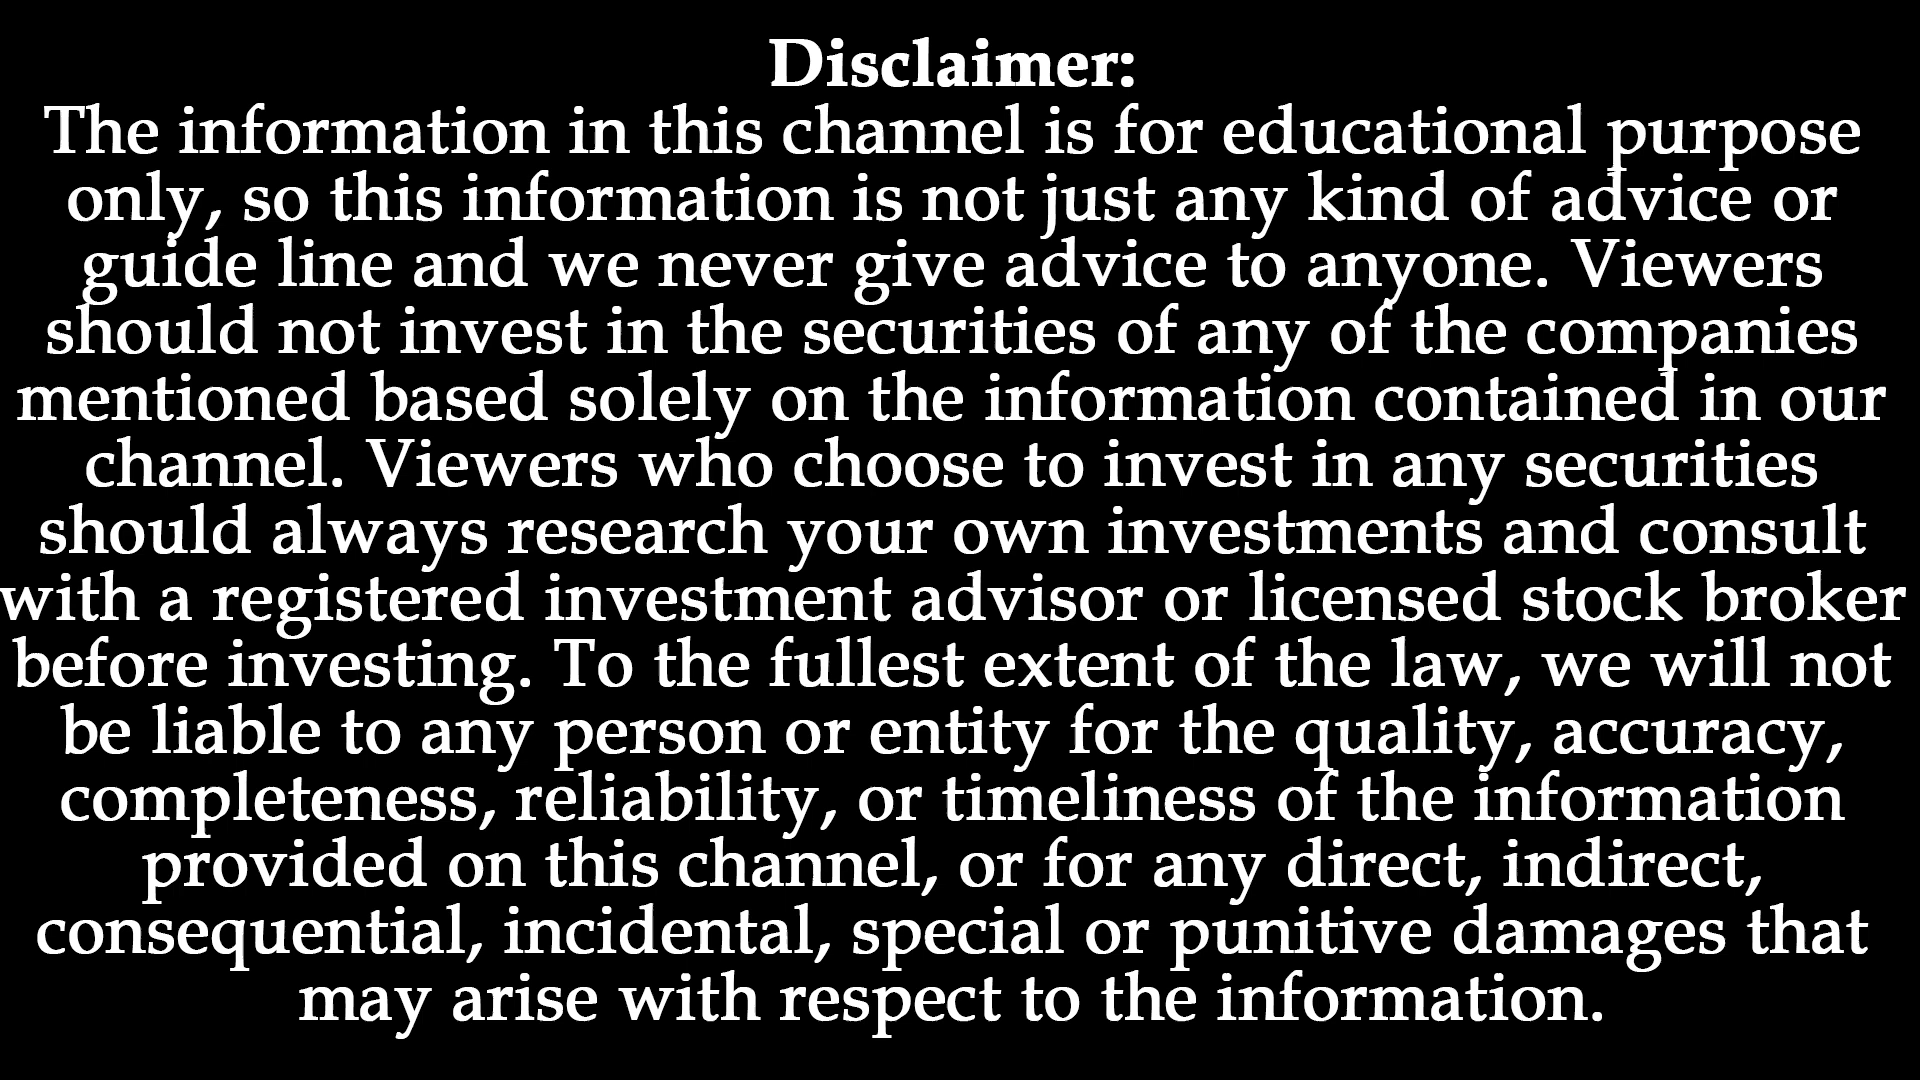 Disclaimer:
The information in this channel is for educational purpose
only, so this information is not just any kind of advice or
guide line and we never give advice to anyone. Viewers
should not invest in the securities of any of the companies
mentioned based solely on the information contained in our
channel. Viewers who choose to invest in any securities
should always research your own investments and consult
with a registered investment advisor or licensed stock broker
before investing. To the fullest extent of the law, we will not
be liable to any person or entity for the quality, accuracy,
completeness, reliability, or timeliness of the information
provided on this channel, or for any direct, indirect,
consequential, incidental, special or punitive damages that
may arise with respect to the information.